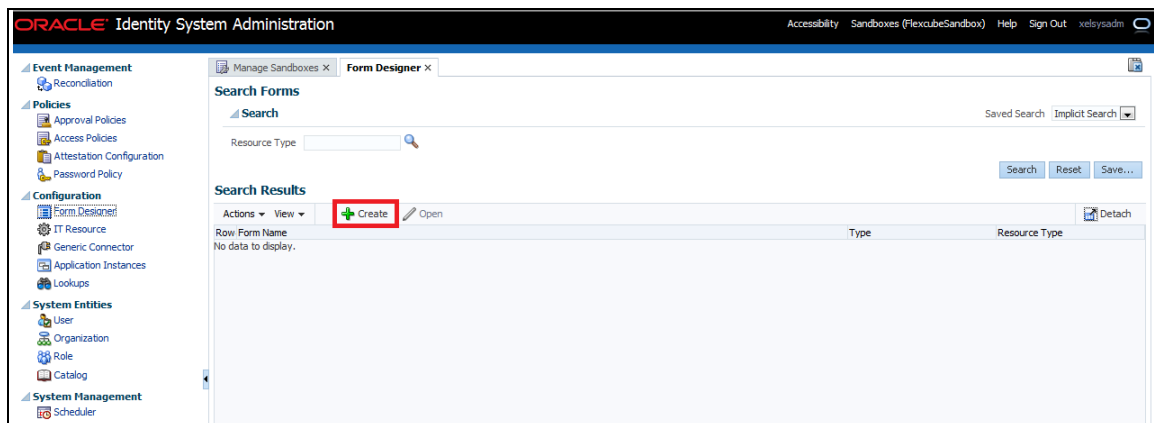 ORACLE Identity System Administration
Accessibility Sandboxes (FlexcubeSandbox) Help Sign Out xelsysadm
Event Management
Reconciliation
Policies
Approval Policies
Access Policies
Attestation Configuration
Password Policy
Configuration
Form Designer
IT Resource
Generic Connector
Application Instances
Lookups
System Entities
User
Organization
Role
Catalog
System Management
Scheduler
Manage Sandboxes × Form Designer ×
Search Forms
Search
Saved Search Implicit Search
Resource Type
Search Reset Save...
Search Results
Actions View Create Open Detach
Row Form Name Type Resource Type
No data to display.